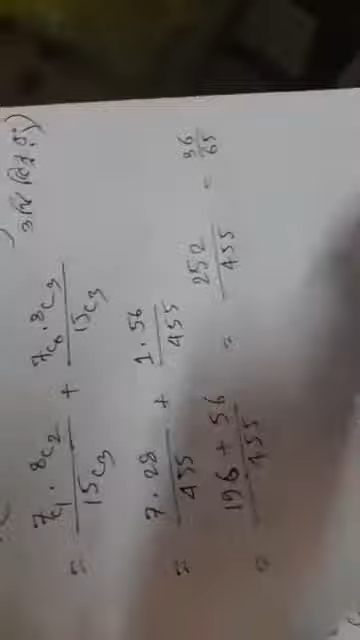 = 7c₁ . 8c₂ / 15c₃ + 7c₀ . 8c₃ / 15c₃
= 7 . 28 / 455 + 1 . 56 / 455
= 196 + 56 / 455 = 252 / 455 = 36 / 65